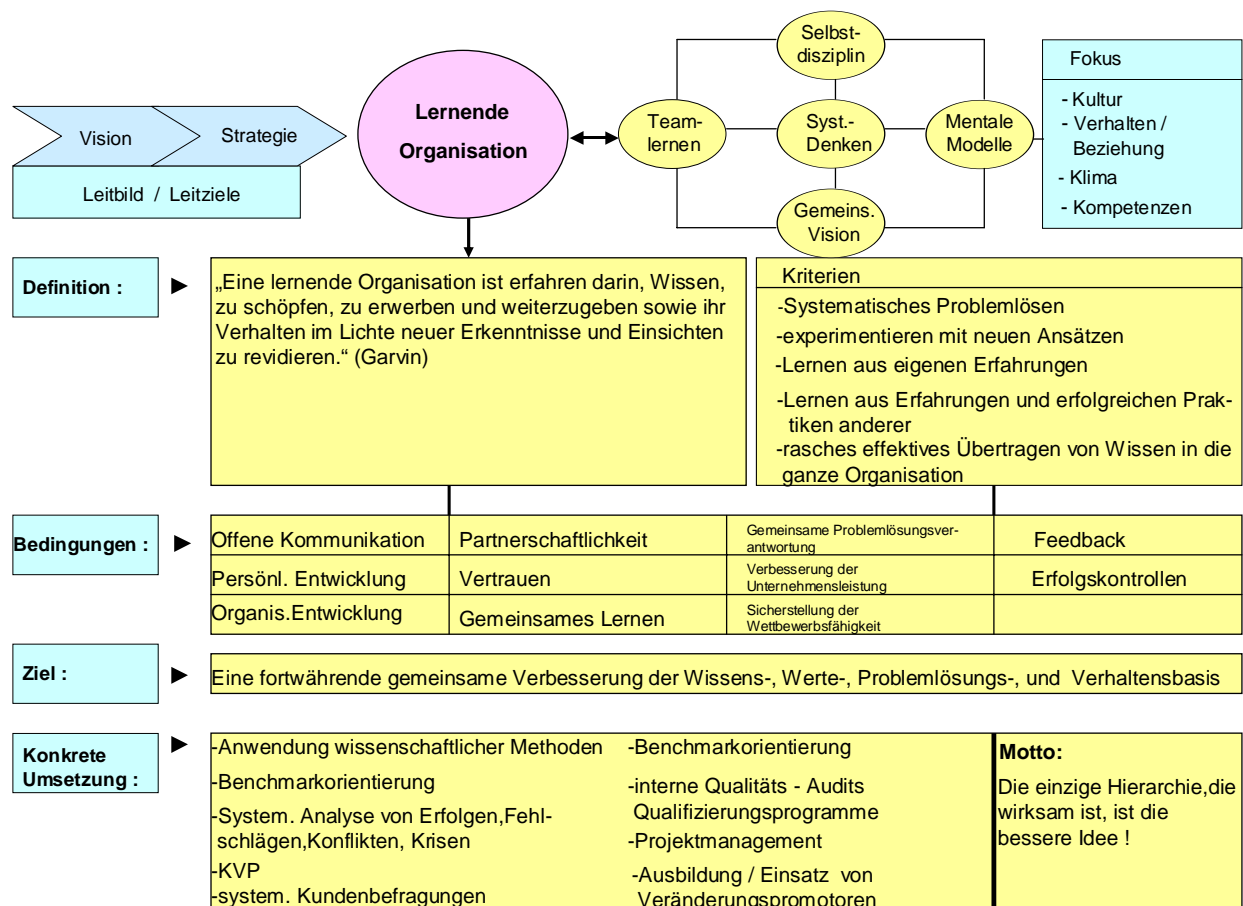 Vision
Strategie
Leitbild / Leitziele
Lernende
Organisation
Selbst-
disziplin
Team-
lernen
Syst.-
Denken
Mentale
Modelle
Gemeins.
Vision
Fokus
- Kultur
- Verhalten /
Beziehung
- Klima
- Kompetenzen
Definition :
►
„Eine lernende Organisation ist erfahren darin, Wissen,
zu schöpfen, zu erwerben und weiterzugeben sowie ihr
Verhalten im Lichte neuer Erkenntnisse und Einsichten
zu revidieren.“ (Garvin)
Kriterien
-Systematisches Problemlösen
-experimentieren mit neuen Ansätzen
-Lernen aus eigenen Erfahrungen
-Lernen aus Erfahrungen und erfolgreichen Prak-
tiken anderer
-rasches effektives Übertragen von Wissen in die
ganze Organisation
Bedingungen :
►
Offene Kommunikation
Partnerschaftlichkeit
Gemeinsame Problemlösungsver-
antwortung
Feedback
Persönl. Entwicklung
Vertrauen
Verbesserung der
Unternehmensleistung
Erfolgskontrollen
Organis.Entwicklung
Gemeinsames Lernen
Sicherstellung der
Wettbewerbsfähigkeit
Ziel :
►
Eine fortwährende gemeinsame Verbesserung der Wissens-, Werte-, Problemlösungs-, und Verhaltensbasis
Konkrete
Umsetzung :
►
-Anwendung wissenschaftlicher Methoden
-Benchmarkorientierung
-System. Analyse von Erfolgen,Fehl-
schlägen,Konflikten, Krisen
-KVP
-system. Kundenbefragungen
-Benchmarkorientierung
-interne Qualitäts - Audits
Qualifizierungsprogramme
-Projektmanagement
-Ausbildung / Einsatz von
Veränderungspromotoren
Motto:
Die einzige Hierarchie,die
wirksam ist, ist die
bessere Idee !